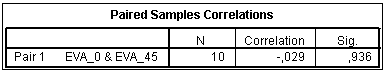 Paired Samples Correlations
N Correlation Sig.
Pair 1 EVA_0 & EVA_45 10 -,029 ,936